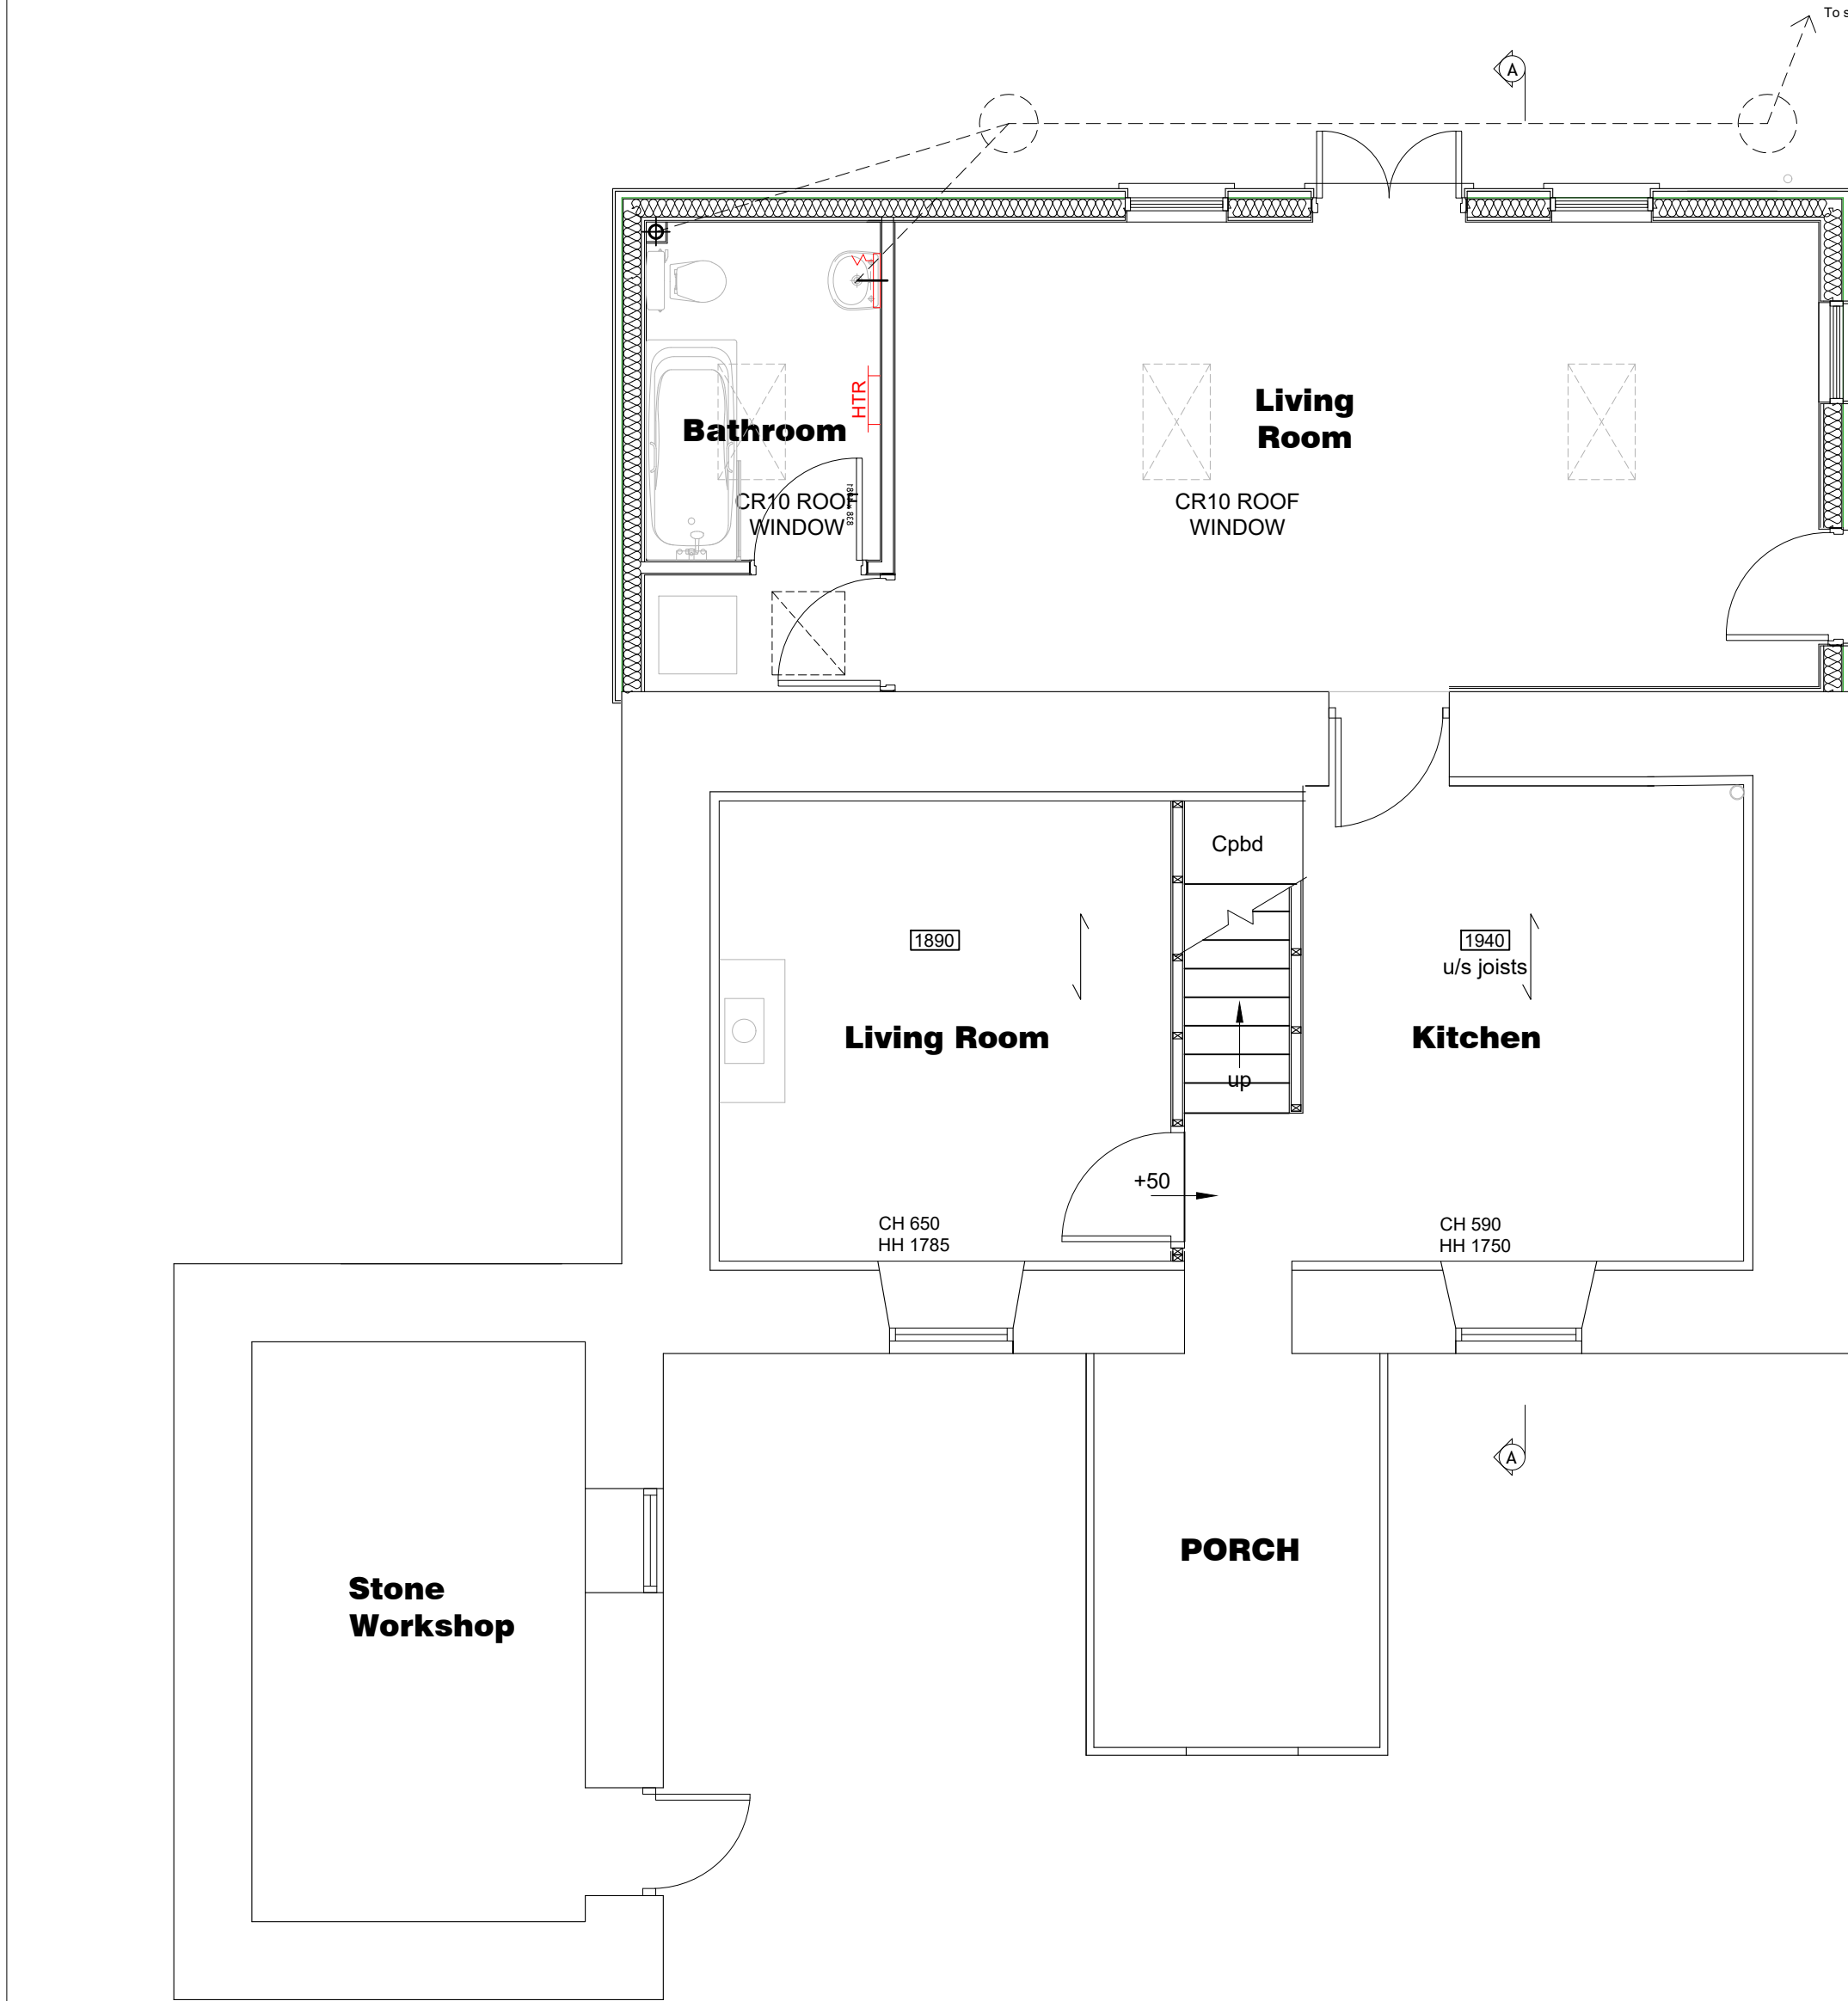 To s
A
Living
Room
HTR
Bathroom
CR10 ROOF
WINDOW
CR10 ROOF
WINDOW
Cpbd
1890
1940
u/s joists
Living Room
Kitchen
up
+50
CH 650
HH 1785
CH 590
HH 1750
A
PORCH
Stone
Workshop